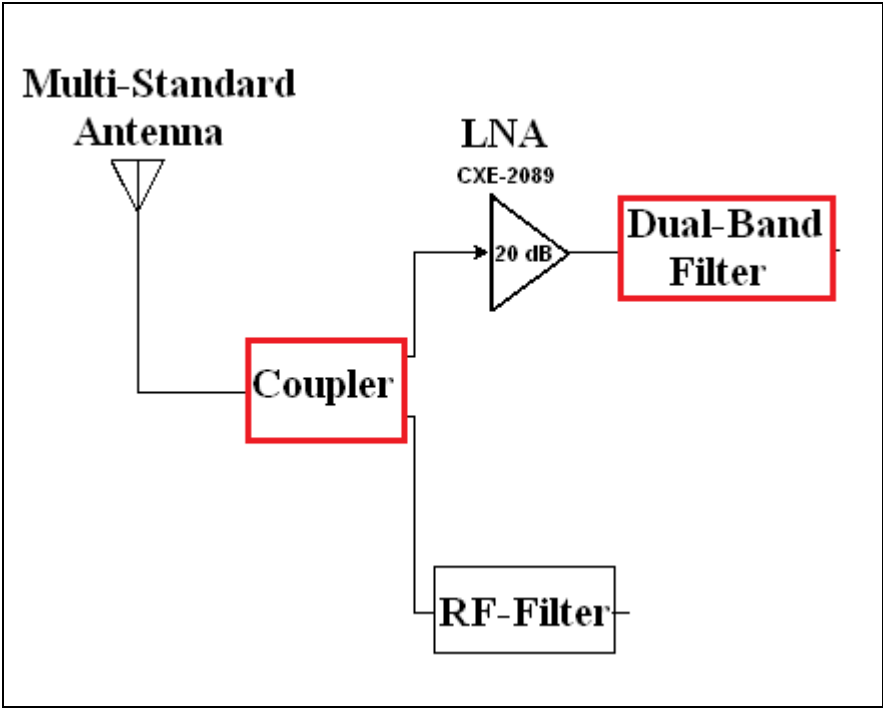 Multi-Standard
Antenna
LNA
CXE-2089
20 dB
Dual-Band
Filter
Coupler
RF-Filter